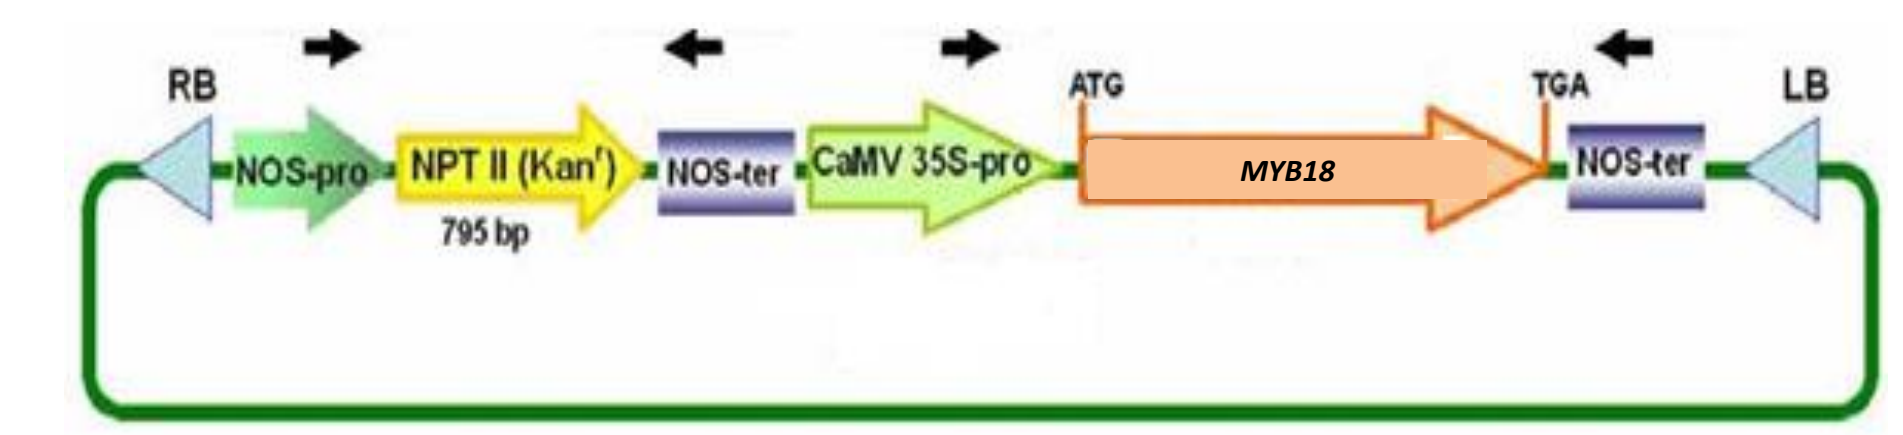 RB
ATG
TGA
LB
NOS-pro
NPT II (Kanʳ)
NOS-ter
CaMV 35S-pro
MYB18
NOS-ter
795 bp